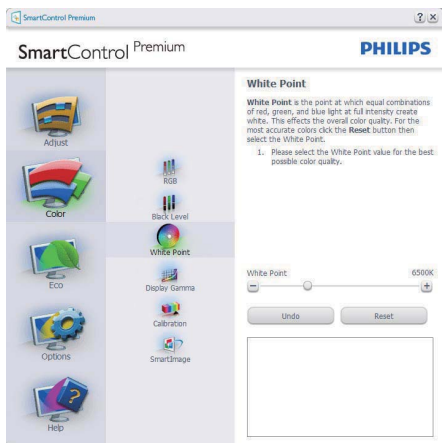 SmartControl Premium
? ×
SmartControl Premium
PHILIPS
Adjust
Color
Eco
Options
Help
RGB
Black Level
White Point
Display Gamma
Calibration
SmartImage
White Point
White Point is the point at which equal combinations
of red, green, and blue light at full intensity create
white. This effects the overall color quality. For the
most accurate colors click the Reset button then
select the White Point.
1. Please select the White Point value for the best
possible color quality.
White Point 6500K
Undo Reset